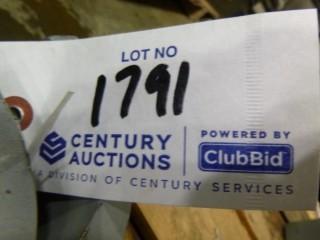 LOT NO
1791
CENTURY AUCTIONS
POWERED BY
ClubBid
A DIVISION OF CENTURY SERVICES